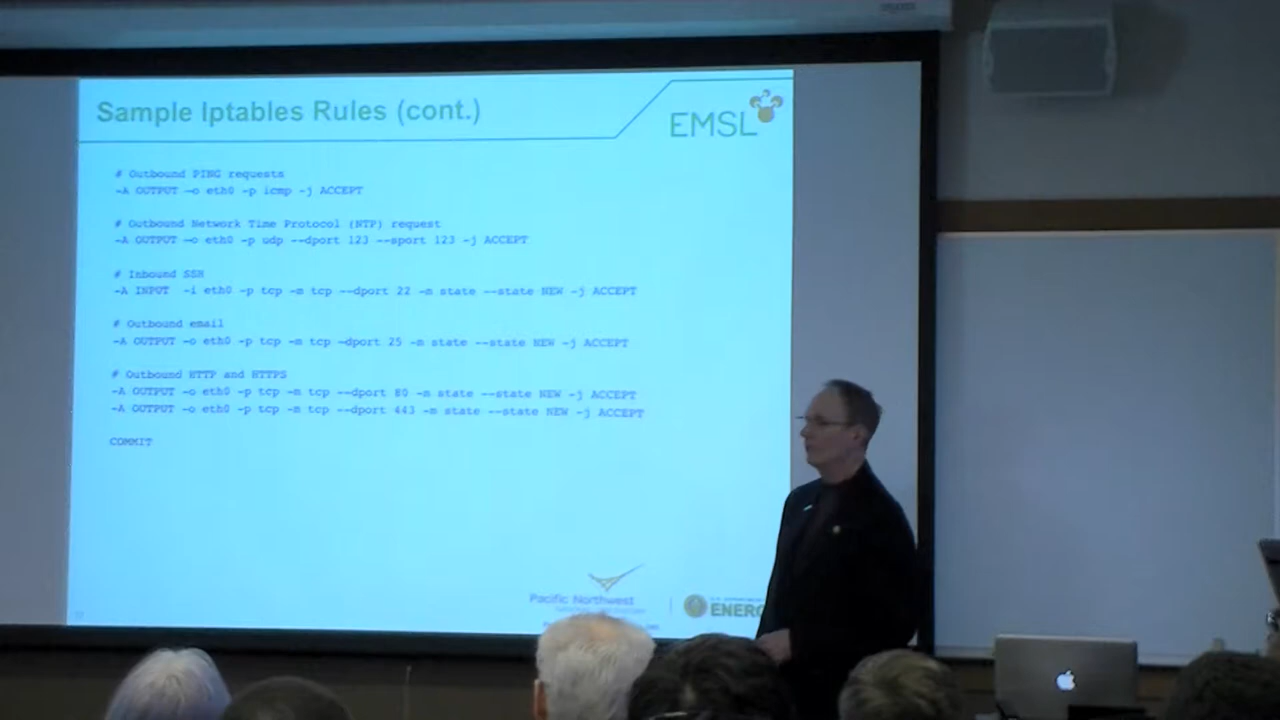 Sample Iptables Rules (cont.)
EMSL
# Outbound PING requests
-A OUTPUT -o eth0 -p icmp -j ACCEPT
# Outbound Network Time Protocol (NTP) request
-A OUTPUT -o eth0 -p udp --dport 123 --sport 123 -j ACCEPT
# Inbound SSH
-A INPUT -i eth0 -p tcp -m tcp --dport 22 -m state --state NEW -j ACCEPT
# Outbound email
-A OUTPUT -o eth0 -p tcp -m tcp -dport 25 -m state --state NEW -j ACCEPT
# Outbound HTTP and HTTPS
-A OUTPUT -o eth0 -p tcp -m tcp --dport 80 -m state --state NEW -j ACCEPT
-A OUTPUT -o eth0 -p tcp -m tcp --dport 443 -m state --state NEW -j ACCEPT
COMMIT
Pacific Northwest